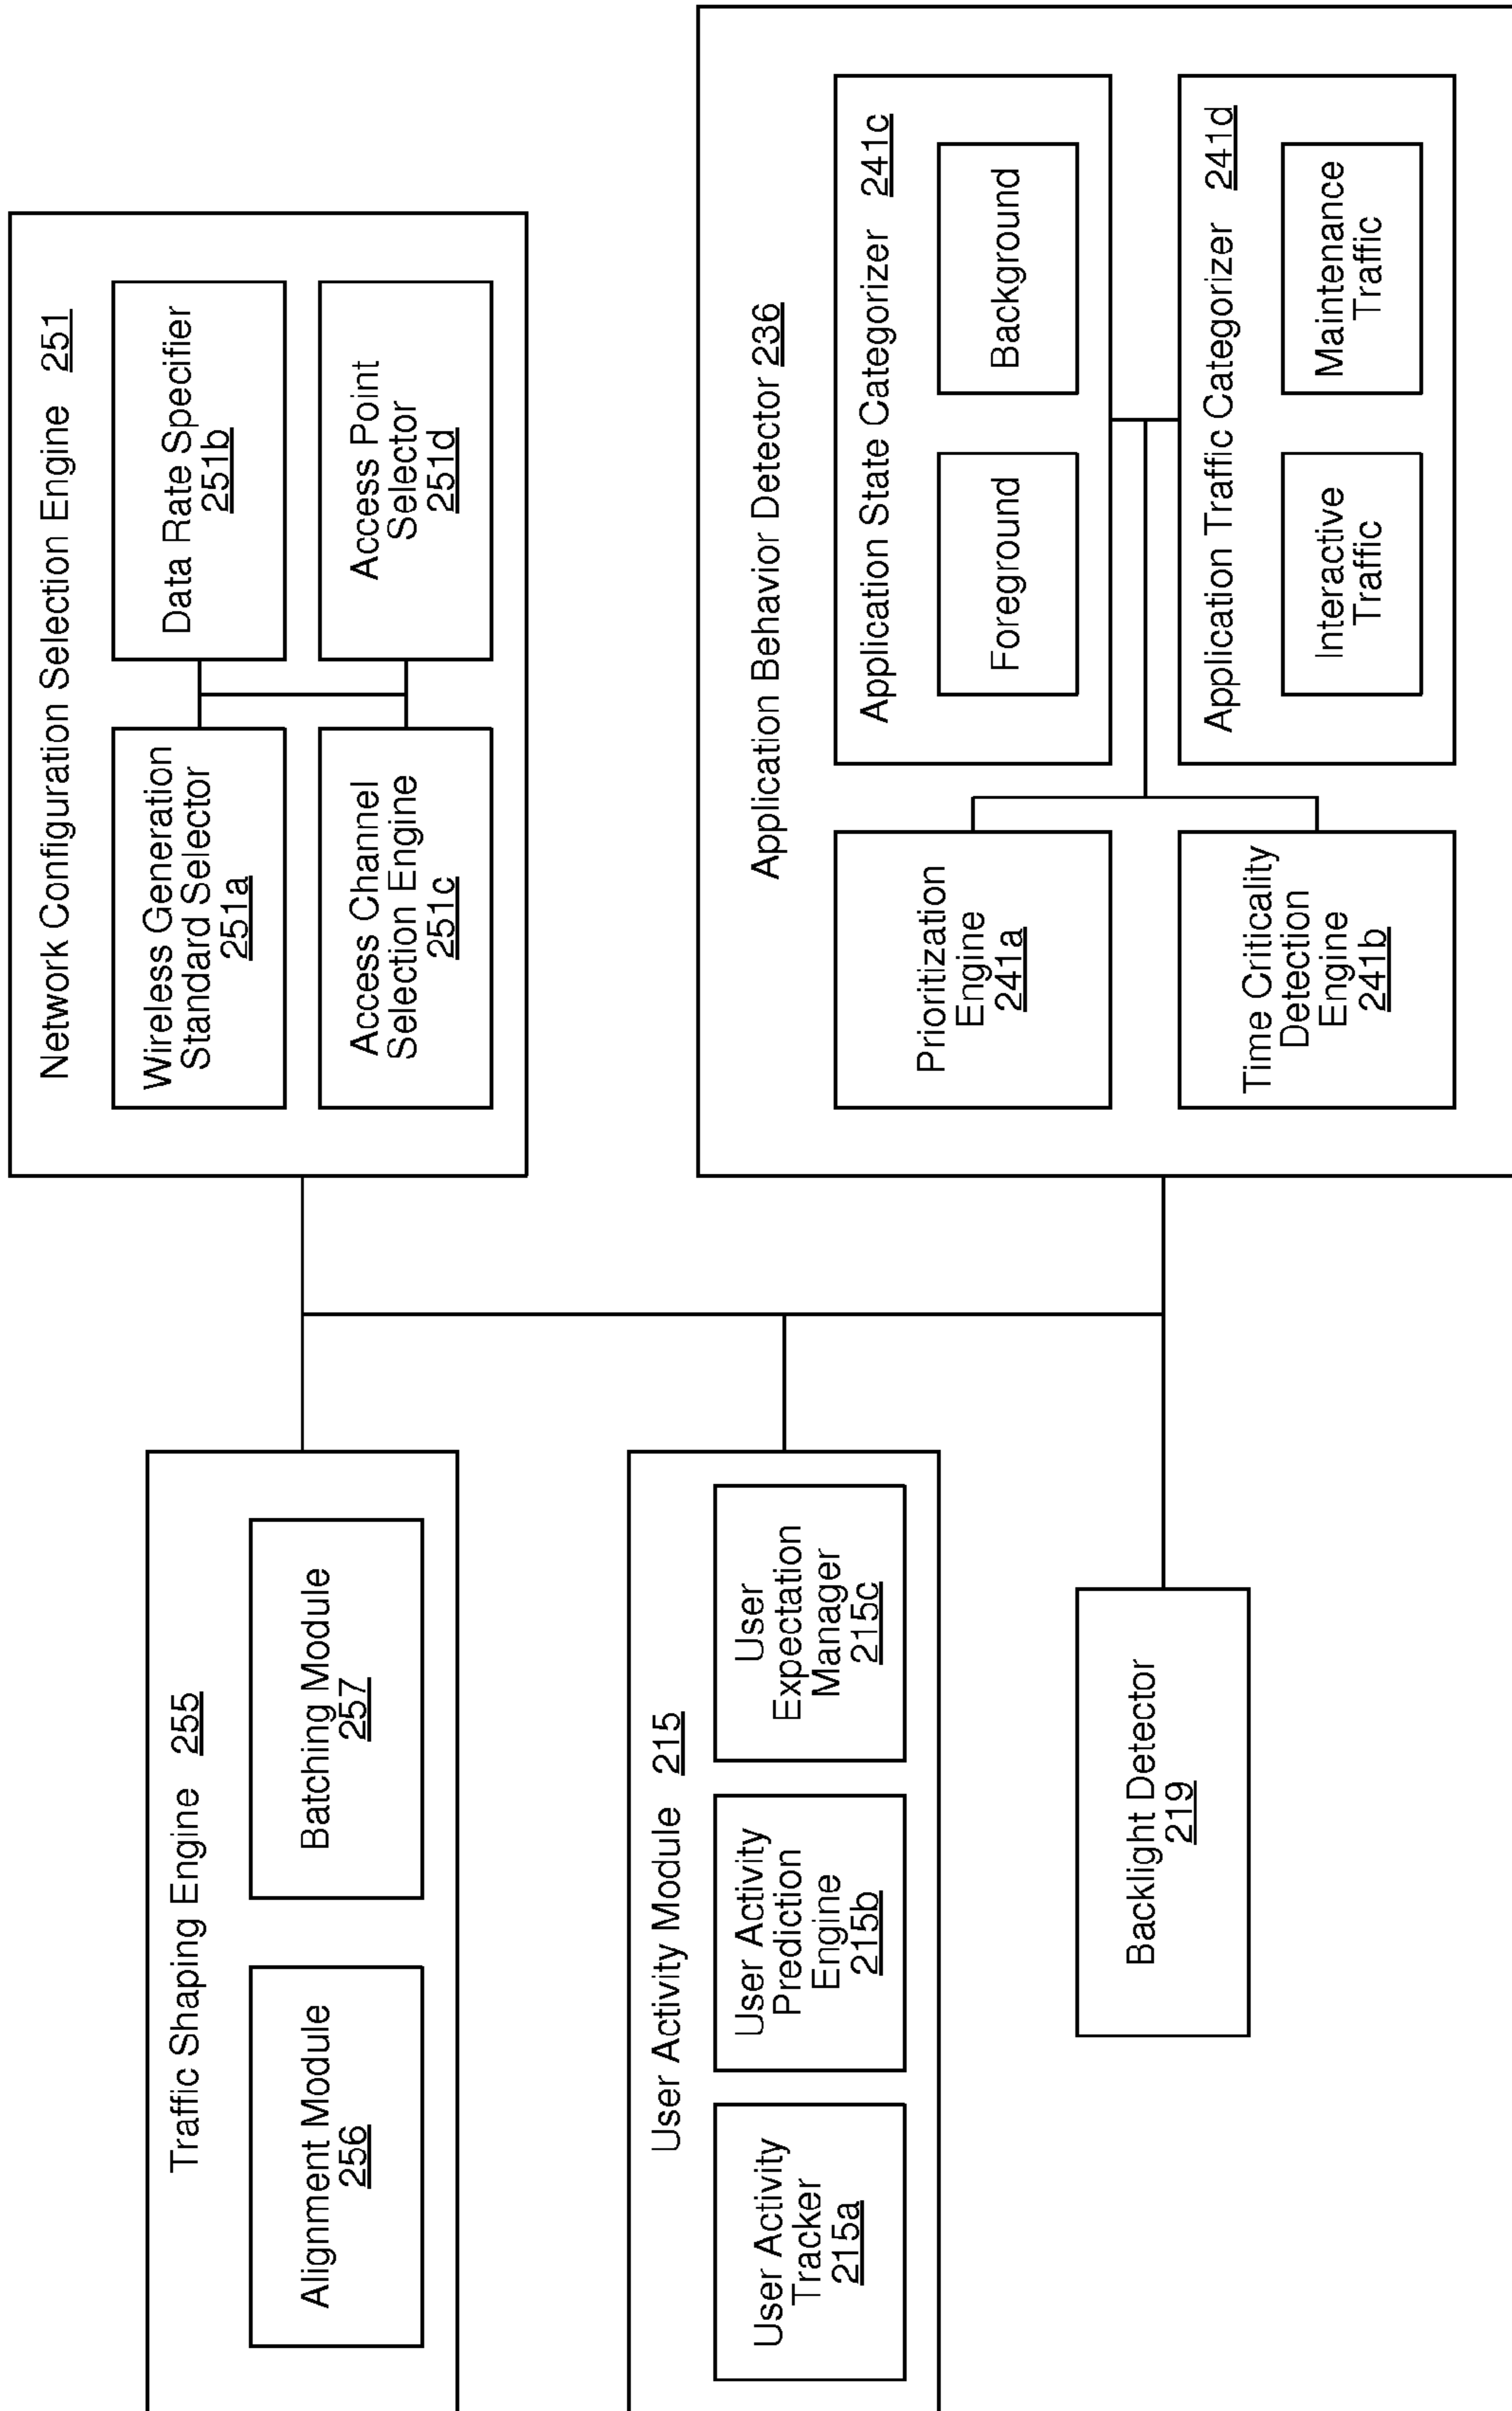 Traffic Shaping Engine 255
Alignment Module
256
Batching Module
257
User Activity Module 215
User Activity
Tracker
215a
User Activity
Prediction
Engine
215b
User
Expectation
Manager
215c
Backlight Detector
219
Network Configuration Selection Engine 251
Wireless Generation
Standard Selector
251a
Data Rate Specifier
251b
Access Channel
Selection Engine
251c
Access Point
Selector
251d
Application Behavior Detector 236
Prioritization
Engine
241a
Time Criticality
Detection
Engine
241b
Application State Categorizer 241c
Foreground
Background
Application Traffic Categorizer 241d
Interactive
Traffic
Maintenance
Traffic